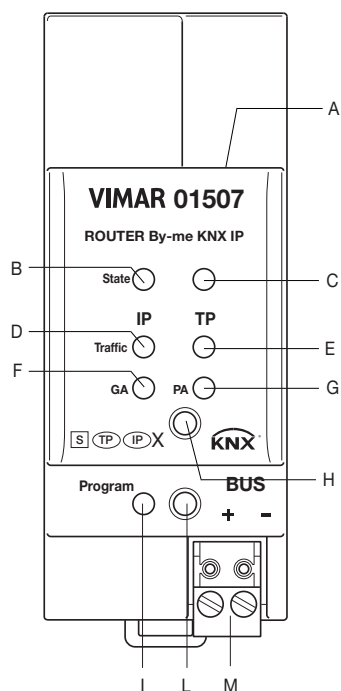 A
VIMAR 01507
ROUTER By-me KNX IP
B State C
IP TP
D Traffic E
F GA PA G
S TP IP X KNX
H
Program BUS
+ -
I L M